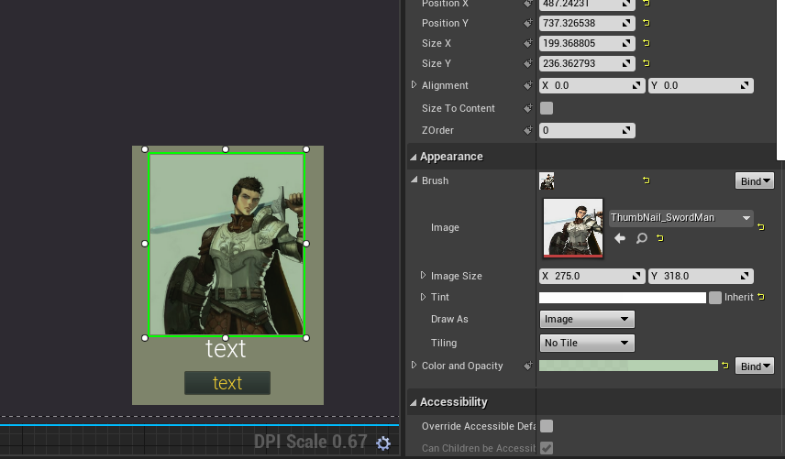 Position X 487.24231
Position Y 737.326538
Size X 199.368805
Size Y 236.362793
Alignment X 0.0 Y 0.0
Size To Content
ZOrder 0
Appearance
Brush Bind
Image ThumbNail_SwordMan
Image Size X 275.0 Y 318.0
Tint Inherit
Draw As Image
Tiling No Tile
Color and Opacity Bind
Accessibility
Override Accessible Defa
Can Children be Accessit
text
text
DPI Scale 0.67